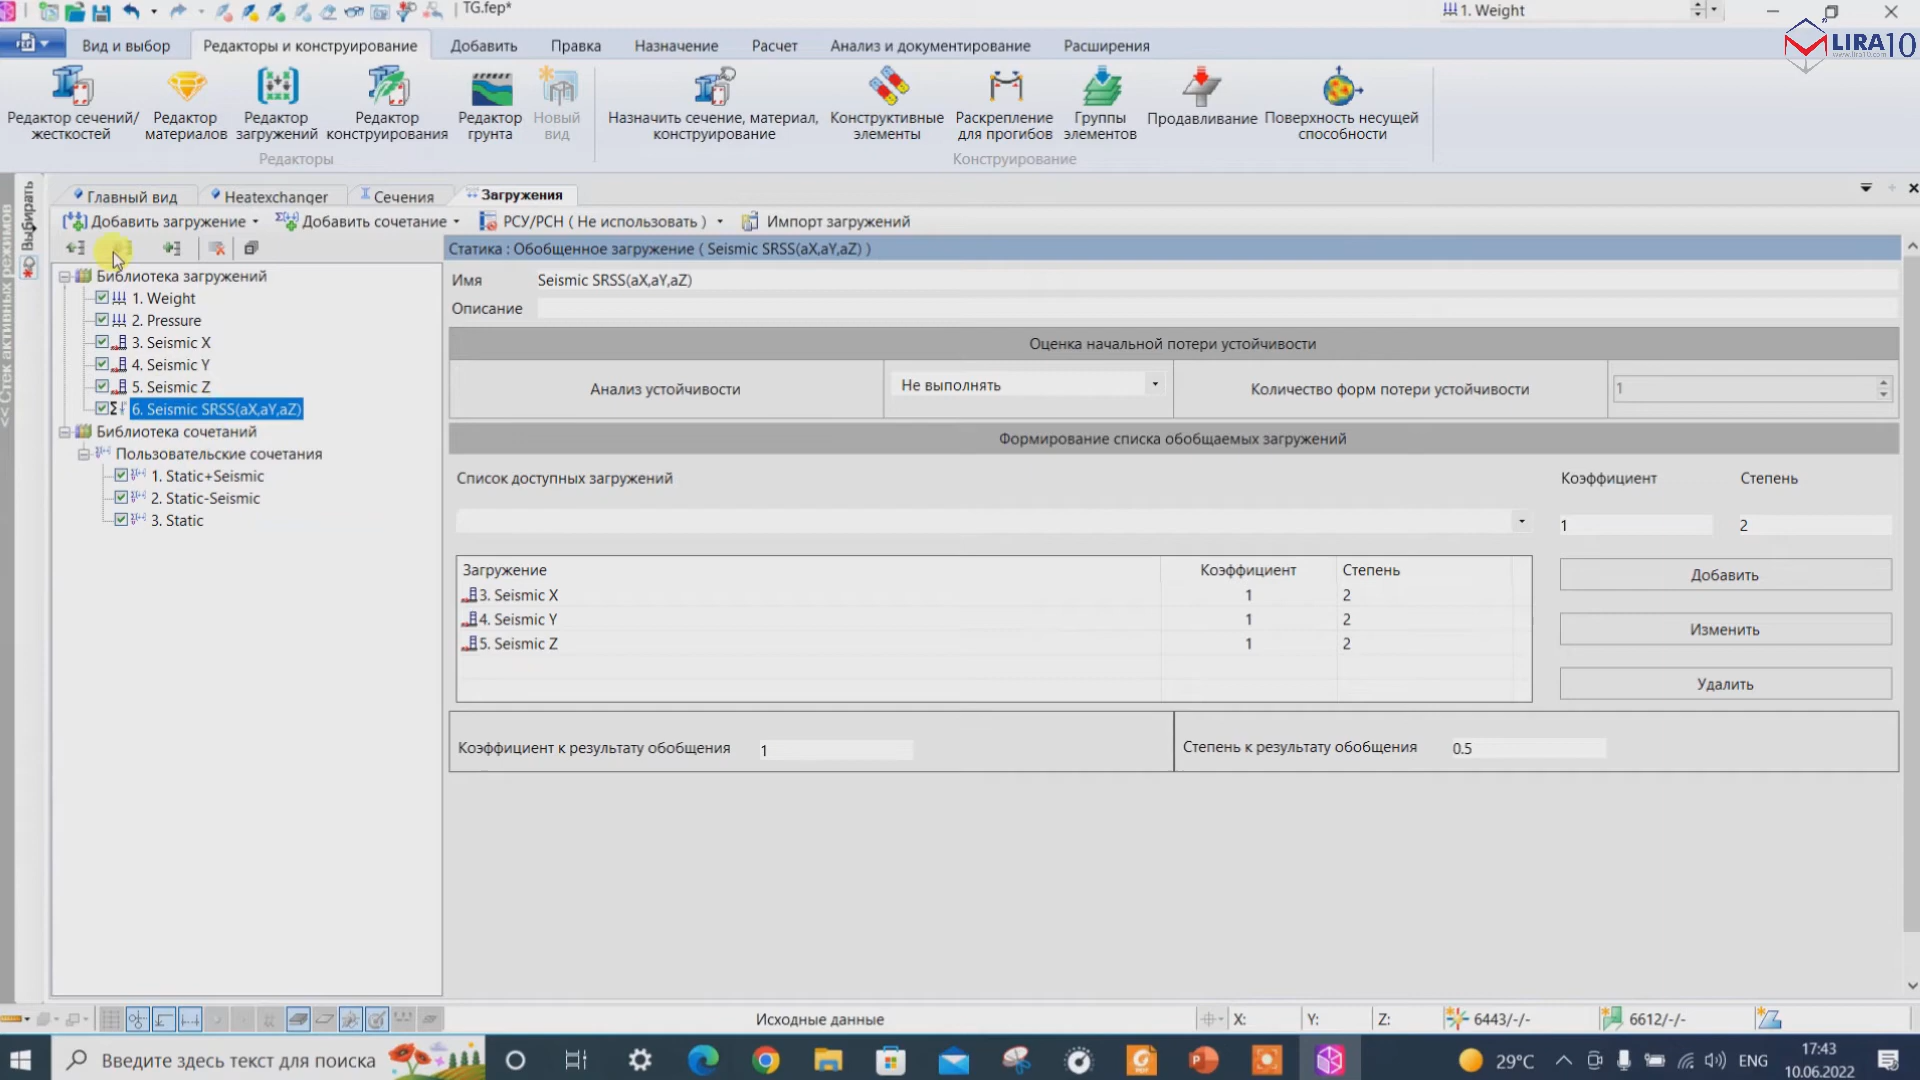 TG.fep*
1. Weight
LIRA10
Вид и выбор
Редакторы и конструирование
Добавить
Правка
Назначение
Расчет
Анализ и документирование
Расширения
Редактор сечений/
жесткостей
Редактор
материалов
Редактор
загружений
Редактор
конструирования
Редактор
грунта
Новый
вид
Назначить сечение, материал,
конструирование
Конструктивные
элементы
Раскрепление
для прогибов
Группы
элементов
Продавливание
Поверхность несущей
способности
Редакторы
Конструирование
Главный вид
Heatexchanger
Сечения
Загружения
<< Стек активных режимов
Выбирать
Добавить загружение
Добавить сочетание
РСУ/РСН ( Не использовать )
Импорт загружений
Библиотека загружений
1. Weight
2. Pressure
3. Seismic X
4. Seismic Y
5. Seismic Z
6. Seismic SRSS(aX,aY,aZ)
Библиотека сочетаний
Пользовательские сочетания
1. Static+Seismic
2. Static-Seismic
3. Static
Статика : Обобщенное загружение ( Seismic SRSS(aX,aY,aZ) )
Имя
Seismic SRSS(aX,aY,aZ)
Описание
Оценка начальной потери устойчивости
Анализ устойчивости
Не выполнять
Количество форм потери устойчивости
1
Формирование списка обобщаемых загружений
Список доступных загружений
Коэффициент
Степень
1
2
Загружение
Коэффициент
Степень
3. Seismic X
1
2
4. Seismic Y
1
2
5. Seismic Z
1
2
Добавить
Изменить
Удалить
Коэффициент к результату обобщения
1
Степень к результату обобщения
0.5
Исходные данные
X:
Y:
Z:
6443/-/-
6612/-/-
Введите здесь текст для поиска
29°C
ENG
17:43
10.06.2022